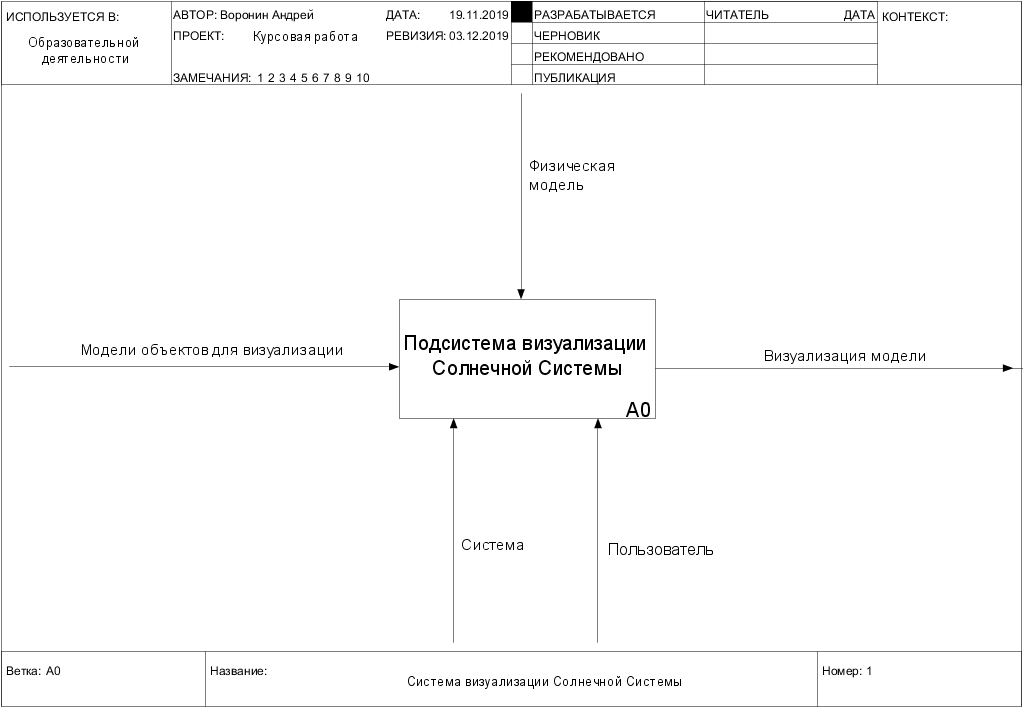 ИСПОЛЬЗУЕТСЯ В:
Образовательной
деятельности
АВТОР: Воронин Андрей
ДАТА: 19.11.2019
ПРОЕКТ: Курсовая работа
РЕВИЗИЯ: 03.12.2019
ЗАМЕЧАНИЯ: 1 2 3 4 5 6 7 8 9 10
РАЗРАБАТЫВАЕТСЯ
ЧЕРНОВИК
РЕКОМЕНДОВАНО
ПУБЛИКАЦИЯ
ЧИТАТЕЛЬ
ДАТА
КОНТЕКСТ:
Физическая
модель
Модели объектов для визуализации
Подсистема визуализации
Солнечной Системы
A0
Визуализация модели
Система
Пользователь
Ветка: A0
Название:
Система визуализации Солнечной Системы
Номер: 1